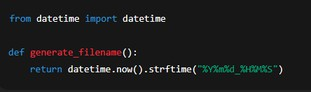 from datetime import datetime
def generate_filename():
    return datetime.now().strftime("%Y%m%d_%H%M%S")